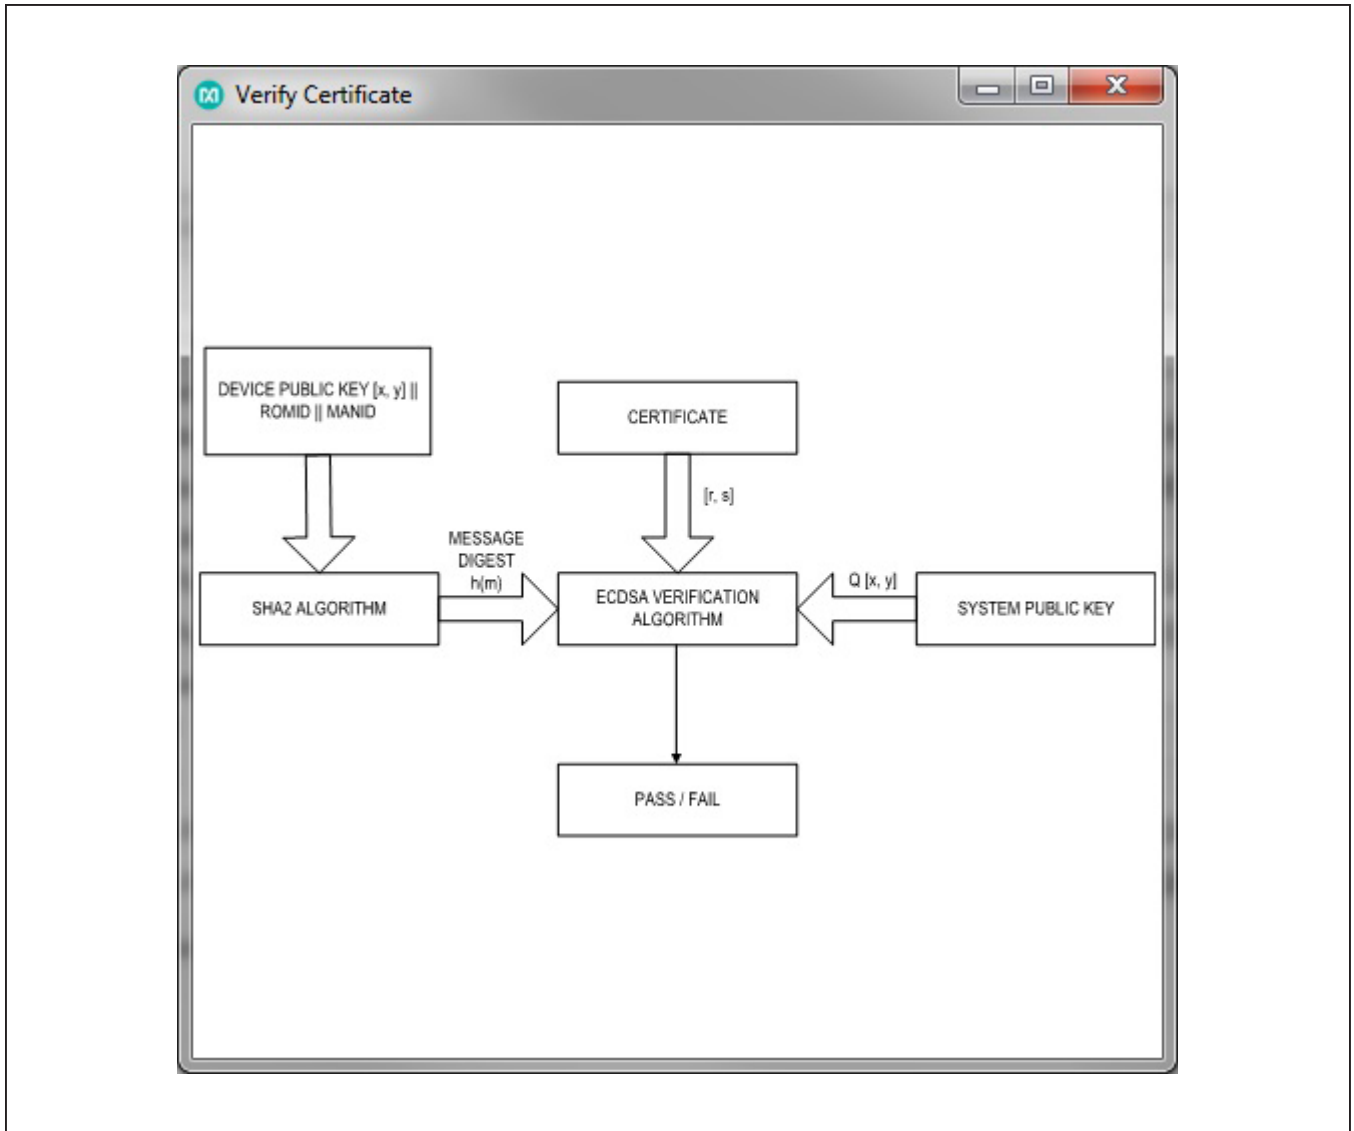 Verify Certificate
DEVICE PUBLIC KEY [x, y] ||
ROMID || MANID
CERTIFICATE
[r, s]
MESSAGE
DIGEST
h(m)
Q [x, y]
SHA2 ALGORITHM
ECDSA VERIFICATION
ALGORITHM
SYSTEM PUBLIC KEY
PASS / FAIL